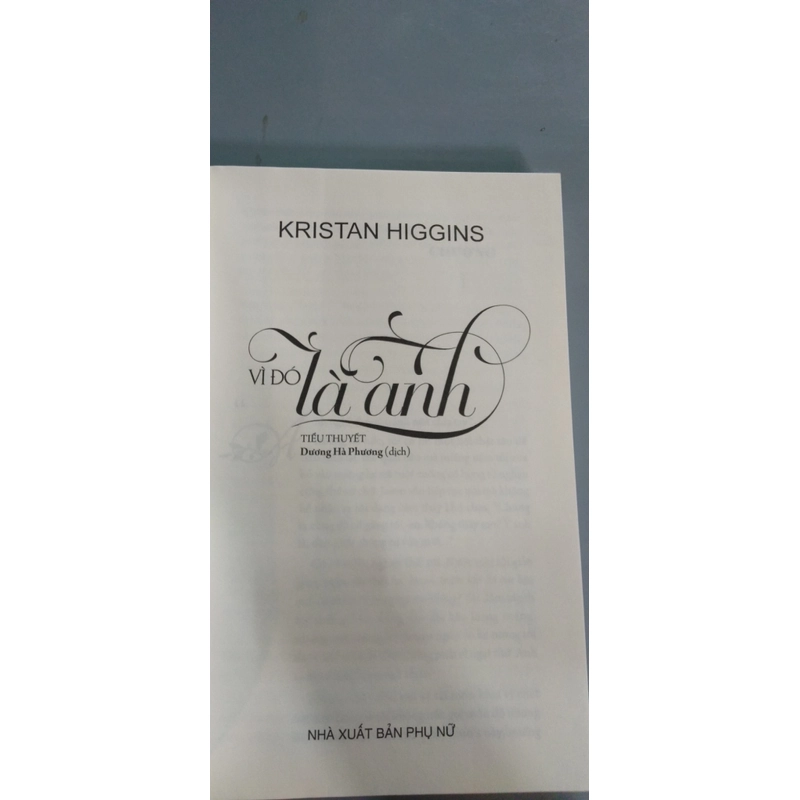 KRISTAN HIGGINS
VÌ ĐÓ là anh
TIỂU THUYẾT
Dương Hà Phương (dịch)
NHÀ XUẤT BẢN PHỤ NỮ